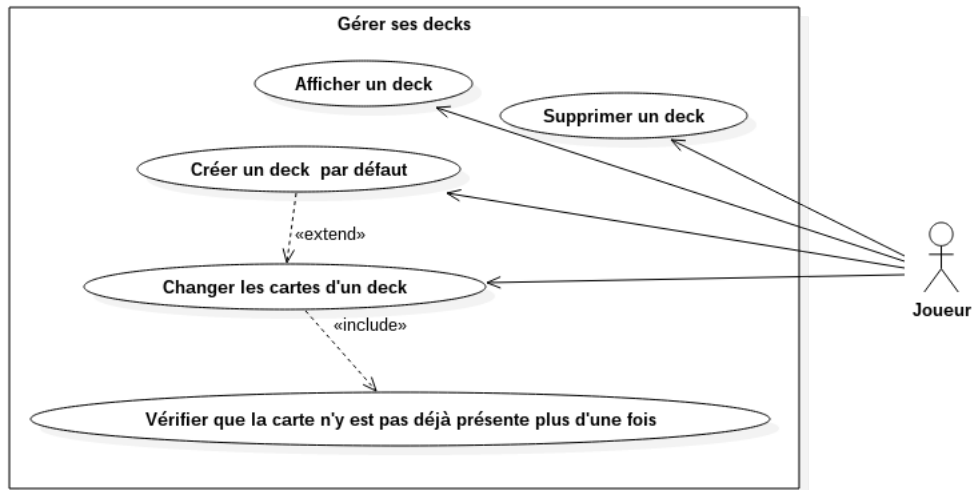 Gérer ses decks
Afficher un deck
Supprimer un deck
Créer un deck  par défaut
«extend»
Changer les cartes d'un deck
Joueur
«include»
Vérifier que la carte n'y est pas déjà présente plus d'une fois